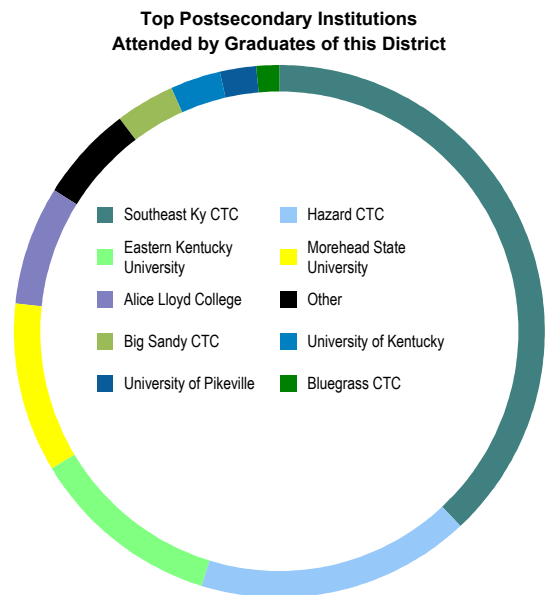 Top Postsecondary Institutions
Attended by Graduates of this District
Southeast Ky CTC
Hazard CTC
Eastern Kentucky
University
Morehead State
University
Alice Lloyd College
Other
Big Sandy CTC
University of Kentucky
University of Pikeville
Bluegrass CTC